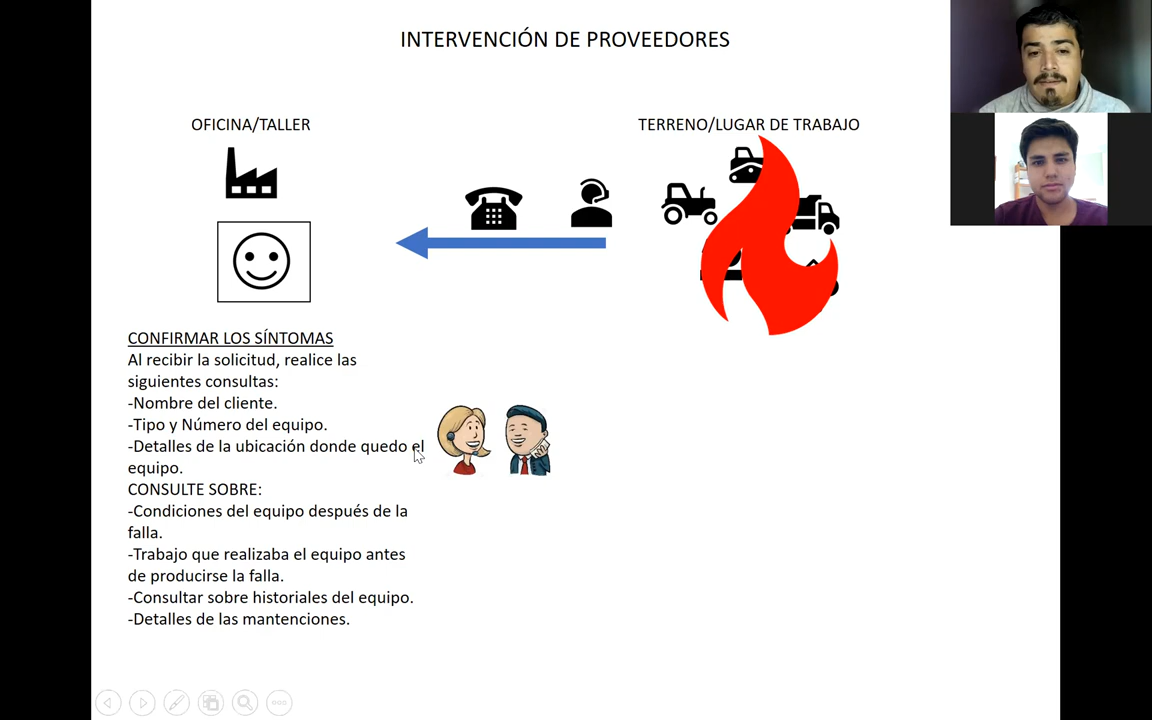 INTERVENCIÓN DE PROVEEDORES
OFICINA/TALLER
TERRENO/LUGAR DE TRABAJO
CONFIRMAR LOS SÍNTOMAS
Al recibir la solicitud, realice las
siguientes consultas:
-Nombre del cliente.
-Tipo y Número del equipo.
-Detalles de la ubicación donde quedo el
equipo.
CONSULTE SOBRE:
-Condiciones del equipo después de la
falla.
-Trabajo que realizaba el equipo antes
de producirse la falla.
-Consultar sobre historiales del equipo.
-Detalles de las mantenciones.